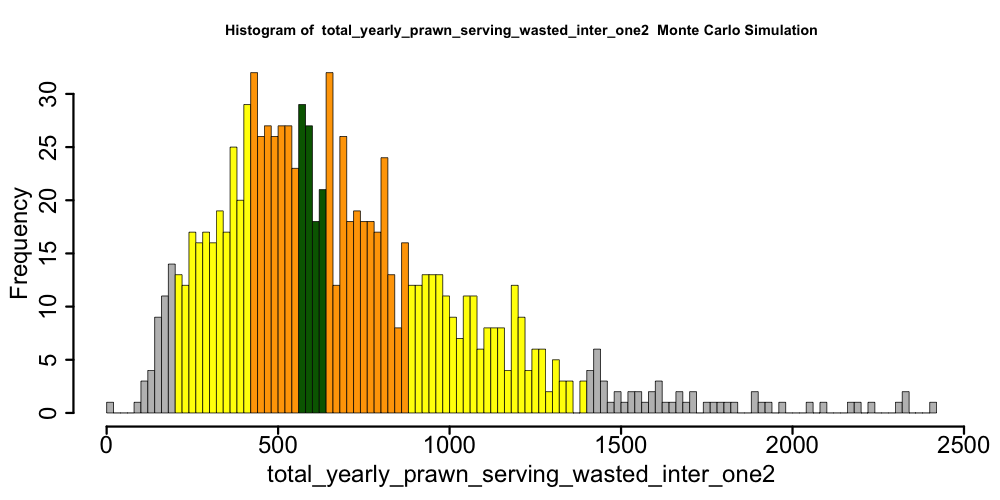 Histogram of  total_yearly_prawn_serving_wasted_inter_one2  Monte Carlo Simulation
Frequency
30
25
20
15
10
5
0
0 500 1000 1500 2000 2500
total_yearly_prawn_serving_wasted_inter_one2